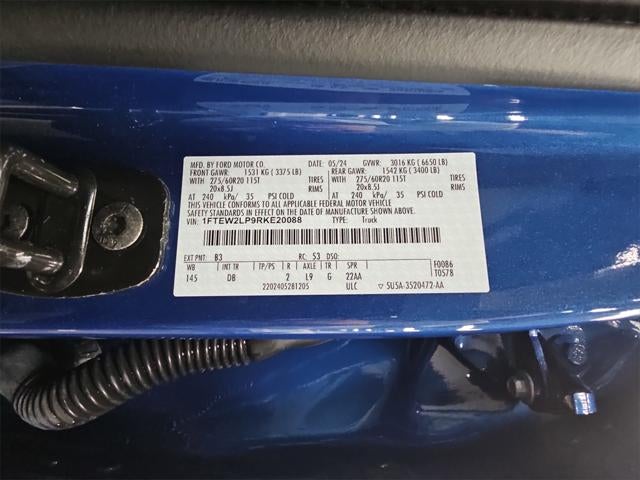 MFD. BY FORD MOTOR CO. 05/24 GVWR: 3016 KG ( 6650 LB)
FRONT GAWR: 1531 KG ( 3375 LB) REAR GAWR: 1542 KG ( 3400 LB)
WITH 275/60R20 115T TIRES WITH 275/60R20 115T TIRES
20x8.5J RIMS 20x8.5J RIMS
AT 240 kPa/ 35 PSI COLD AT 240 kPa/ 35 PSI COLD
THIS VEHICLE CONFORMS TO ALL APPLICABLE FEDERAL MOTOR VEHICLE
SAFETY STANDARDS IN EFFECT ON THE DATE OF MANUFACTURE SHOWN ABOVE.
VIN: 1FTEW2LP9RKE20088 TYPE: Truck
EXT PNT: B3 RC: 53 DSO: F0086
WB INT TR TP/PS R AXLE TR SPR T0578
145 DB 2 L9 G 22AA
2202405281205 ULC ▽ 5U5A-3520472-AA